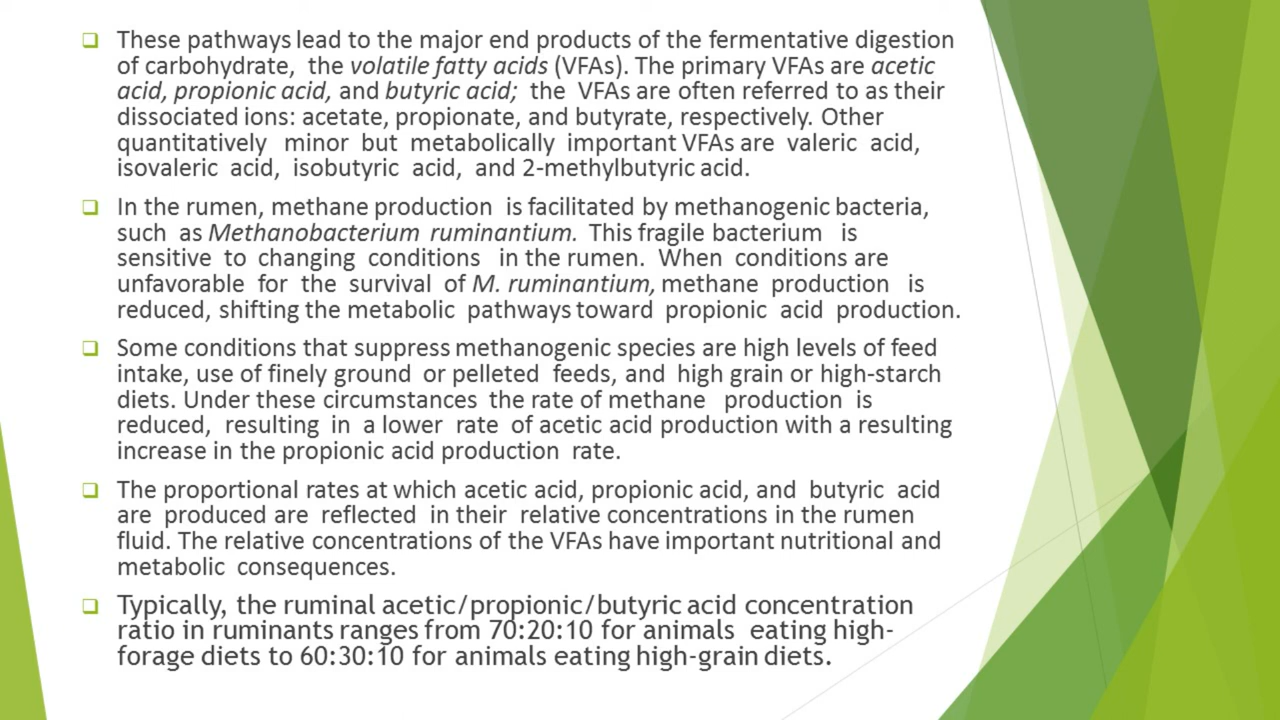 These pathways lead to the major end products of the fermentative digestion
of carbohydrate, the volatile fatty acids (VFAs). The primary VFAs are acetic
acid, propionic acid, and butyric acid; the VFAs are often referred to as their
dissociated ions: acetate, propionate, and butyrate, respectively. Other
quantitatively minor but metabolically important VFAs are valeric acid,
isovaleric acid, isobutyric acid, and 2-methylbutyric acid.
In the rumen, methane production is facilitated by methanogenic bacteria,
such as Methanobacterium ruminantium. This fragile bacterium is
sensitive to changing conditions in the rumen. When conditions are
unfavorable for the survival of M. ruminantium, methane production is
reduced, shifting the metabolic pathways toward propionic acid production.
Some conditions that suppress methanogenic species are high levels of feed
intake, use of finely ground or pelleted feeds, and high grain or high-starch
diets. Under these circumstances the rate of methane production is
reduced, resulting in a lower rate of acetic acid production with a resulting
increase in the propionic acid production rate.
The proportional rates at which acetic acid, propionic acid, and butyric acid
are produced are reflected in their relative concentrations in the rumen
fluid. The relative concentrations of the VFAs have important nutritional and
metabolic consequences.
Typically, the ruminal acetic/propionic/butyric acid concentration
ratio in ruminants ranges from 70:20:10 for animals eating high-
forage diets to 60:30:10 for animals eating high-grain diets.